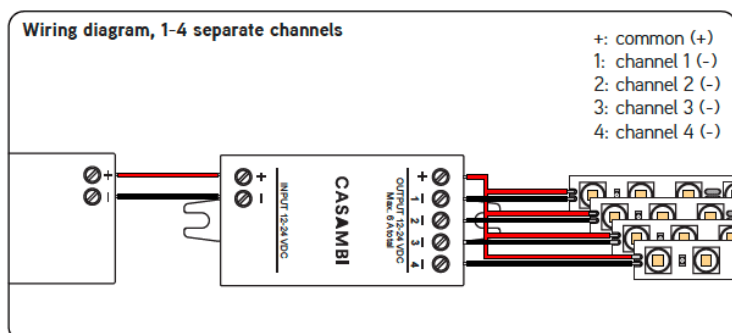 Wiring diagram, 1-4 separate channels
+: common (+)
1: channel 1 (-)
2: channel 2 (-)
3: channel 3 (-)
4: channel 4 (-)
+
−
+
−
INPUT 12-24 VDC
CASAMBI
OUTPUT 12-24 VDC
Max. 6 A total
+
1 −
2 −
3 −
4 −